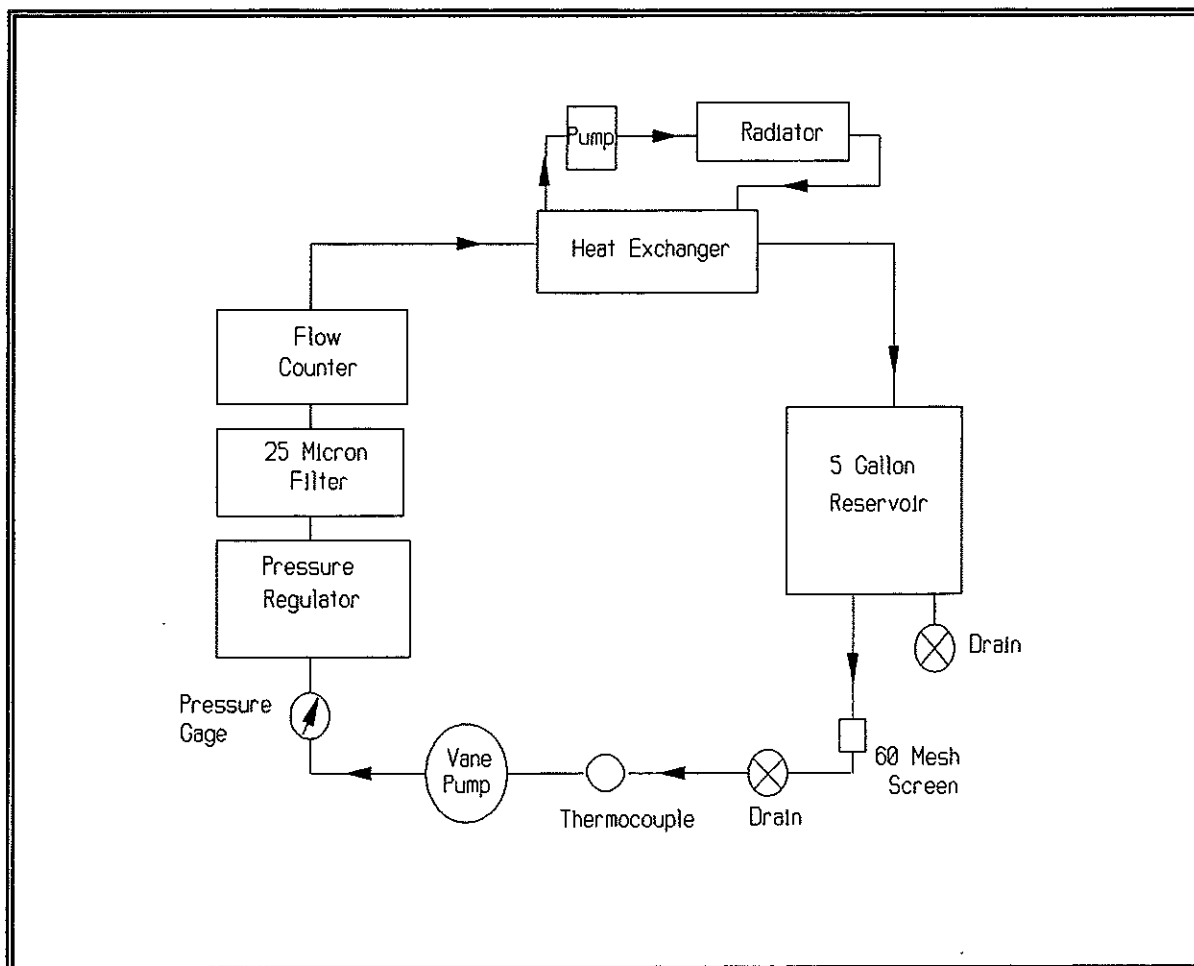 Pump
Radiator
Heat Exchanger
Flow
Counter
25 Micron
Filter
5 Gallon
Reservoir
Pressure
Regulator
Drain
Pressure
Gage
Vane
Pump
60 Mesh
Screen
Thermocouple
Drain